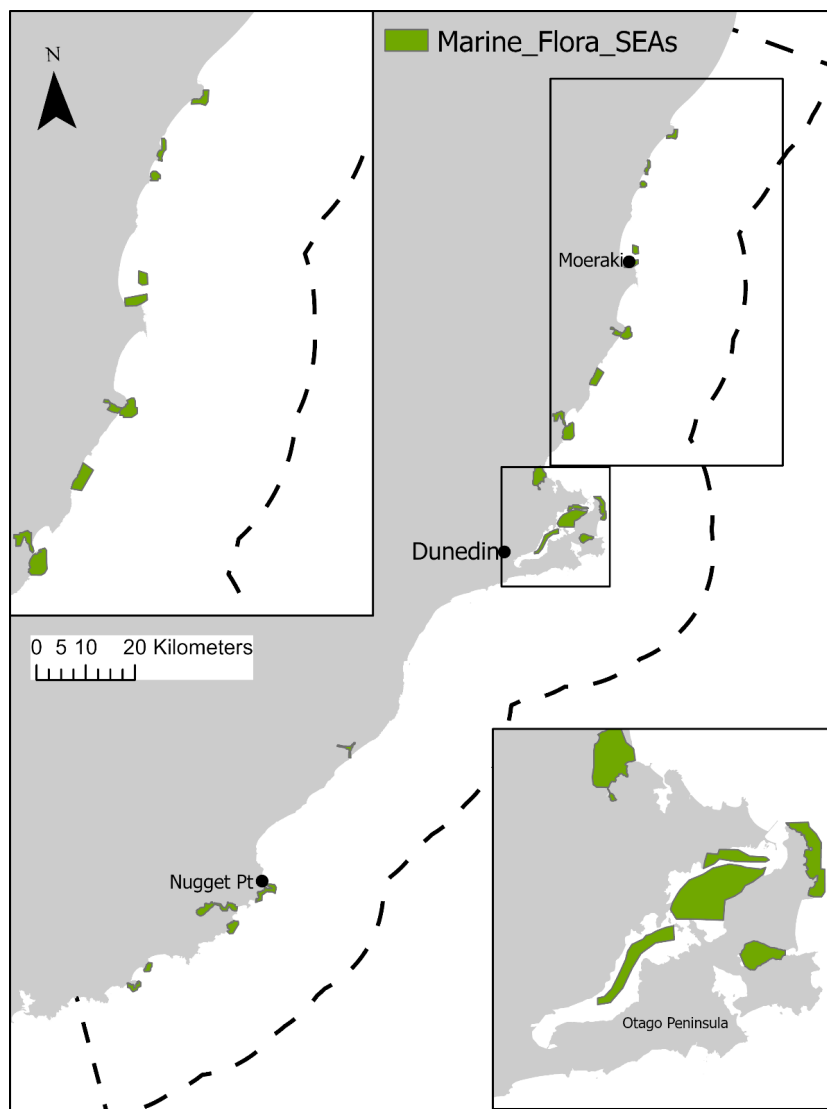 N
Marine_Flora_SEAs
Moeraki
Dunedin
0 5 10 20 Kilometers
Nugget Pt
Otago Peninsula